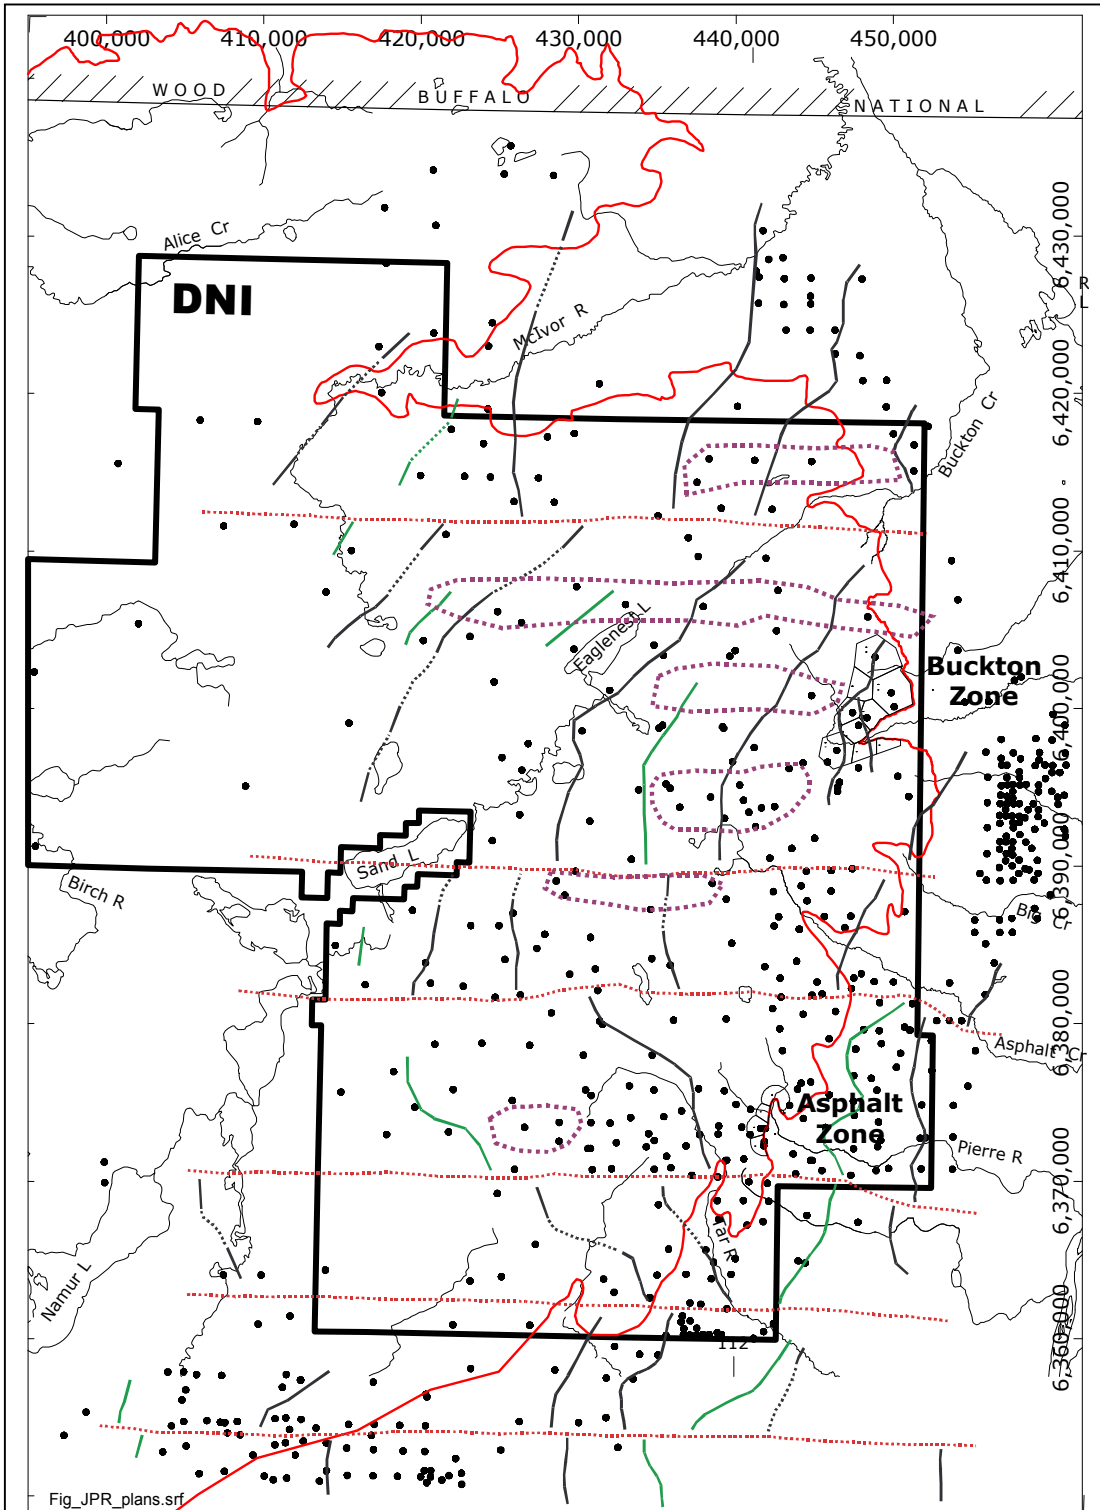 400,000 410,000 420,000 430,000 440,000 450,000
WOOD BUFFALO NATIONAL
6,430,000
Alice Cr
R
L
DNI
McIvor R
6,420,000
Buckton Cr
6,410,000
EaglenestL
Buckton
Zone
6,400,000
6,390,000
Sand L
Birch R
Big Cr
6,380,000
Asphalt Cr
Asphalt
Zone
Pierre R
6,370,000
Tar R
Namur L
6,360,000
112
Fig_JPR_plans.srf